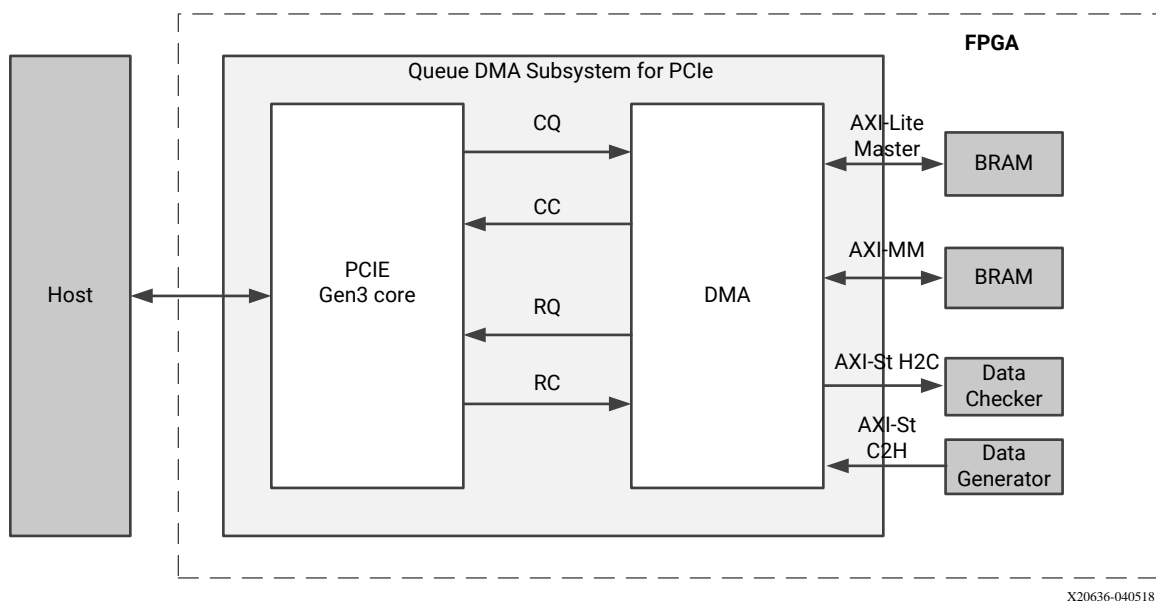 FPGA
Queue DMA Subsystem for PCIe
Host
PCIE
Gen3 core
CQ
CC
RQ
RC
DMA
AXI-Lite
Master
BRAM
AXI-MM
BRAM
AXI-St H2C
Data
Checker
AXI-St
C2H
Data
Generator
X20636-040518